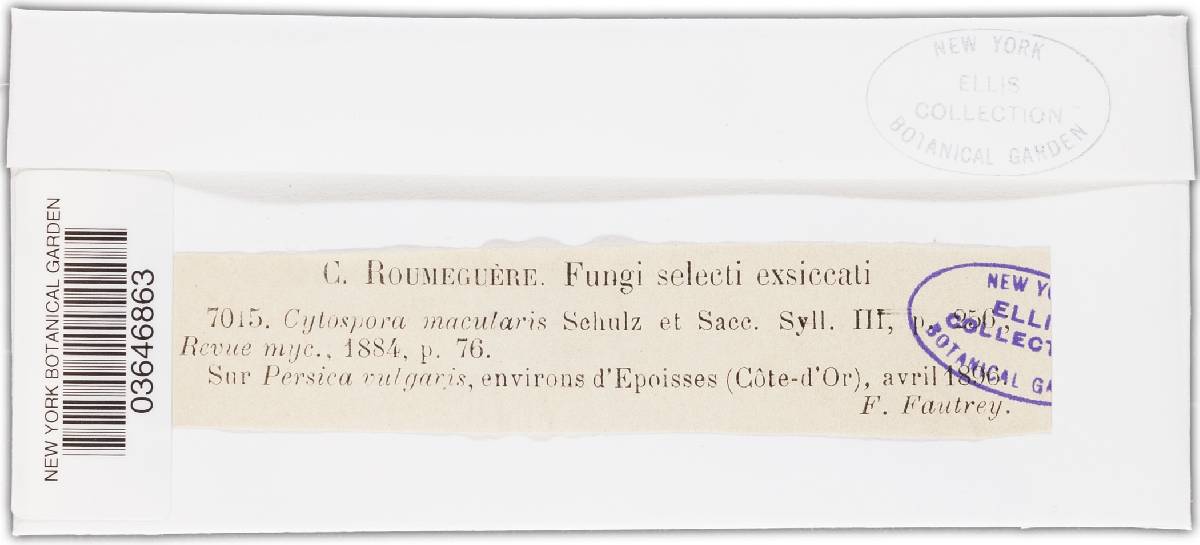 NEW YORK
ELLIS
COLLECTION
BOTANICAL GARDEN
NEW YORK BOTANICAL GARDEN
03646863
C. ROUMEGUÈRE. Fungi selecti exsiccati
7015. Cytospora macularis Schulz et Sacc. Syll. III, p.
Revue myc., 1884, p. 76.
Sur Persica vulgaris, environs d'Epoisses (Côte-d'Or), avril 1896.
F. Fautrey.
NEW
ELLI
COLLECT
BOTANICAL GA